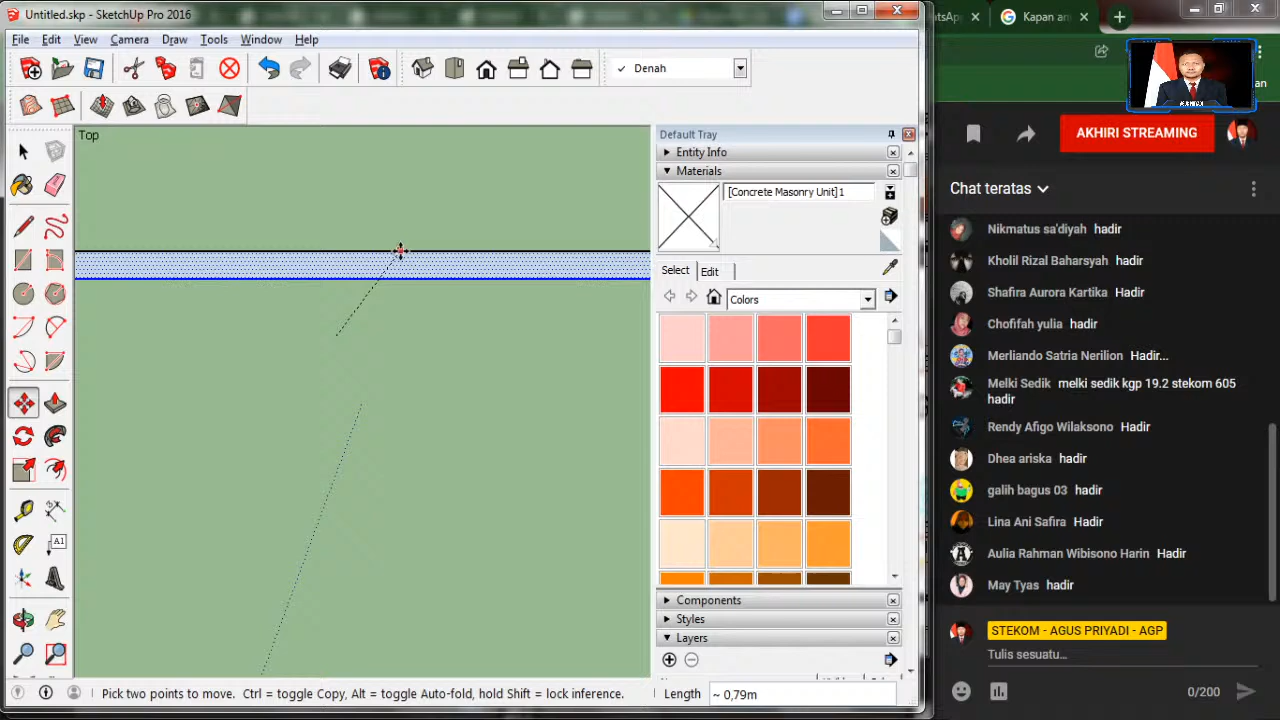 Untitled.skp - SketchUp Pro 2016
File Edit View Camera Draw Tools Window Help
Denah
Top
A1
Default Tray
Entity Info
Materials
[Concrete Masonry Unit]1
Select Edit
Colors
Components
Styles
Layers
Pick two points to move. Ctrl = toggle Copy, Alt = toggle Auto-fold, hold Shift = lock inference.
Length ~ 0,79m
Kapan an
AKHIRI STREAMING
Chat teratas
Nikmatus sa'diyah hadir
Kholil Rizal Baharsyah hadir
Shafira Aurora Kartika Hadir
Chofifah yulia hadir
Merliando Satria Nerilion Hadir...
Melki Sedik melki sedik kgp 19.2 stekom 605
hadir
Rendy Afigo Wilaksono Hadir
Dhea ariska hadir
galih bagus 03 hadir
Lina Ani Safira Hadir
Aulia Rahman Wibisono Harin Hadir
May Tyas hadir
STEKOM - AGUS PRIYADI - AGP
Tulis sesuatu...
0/200